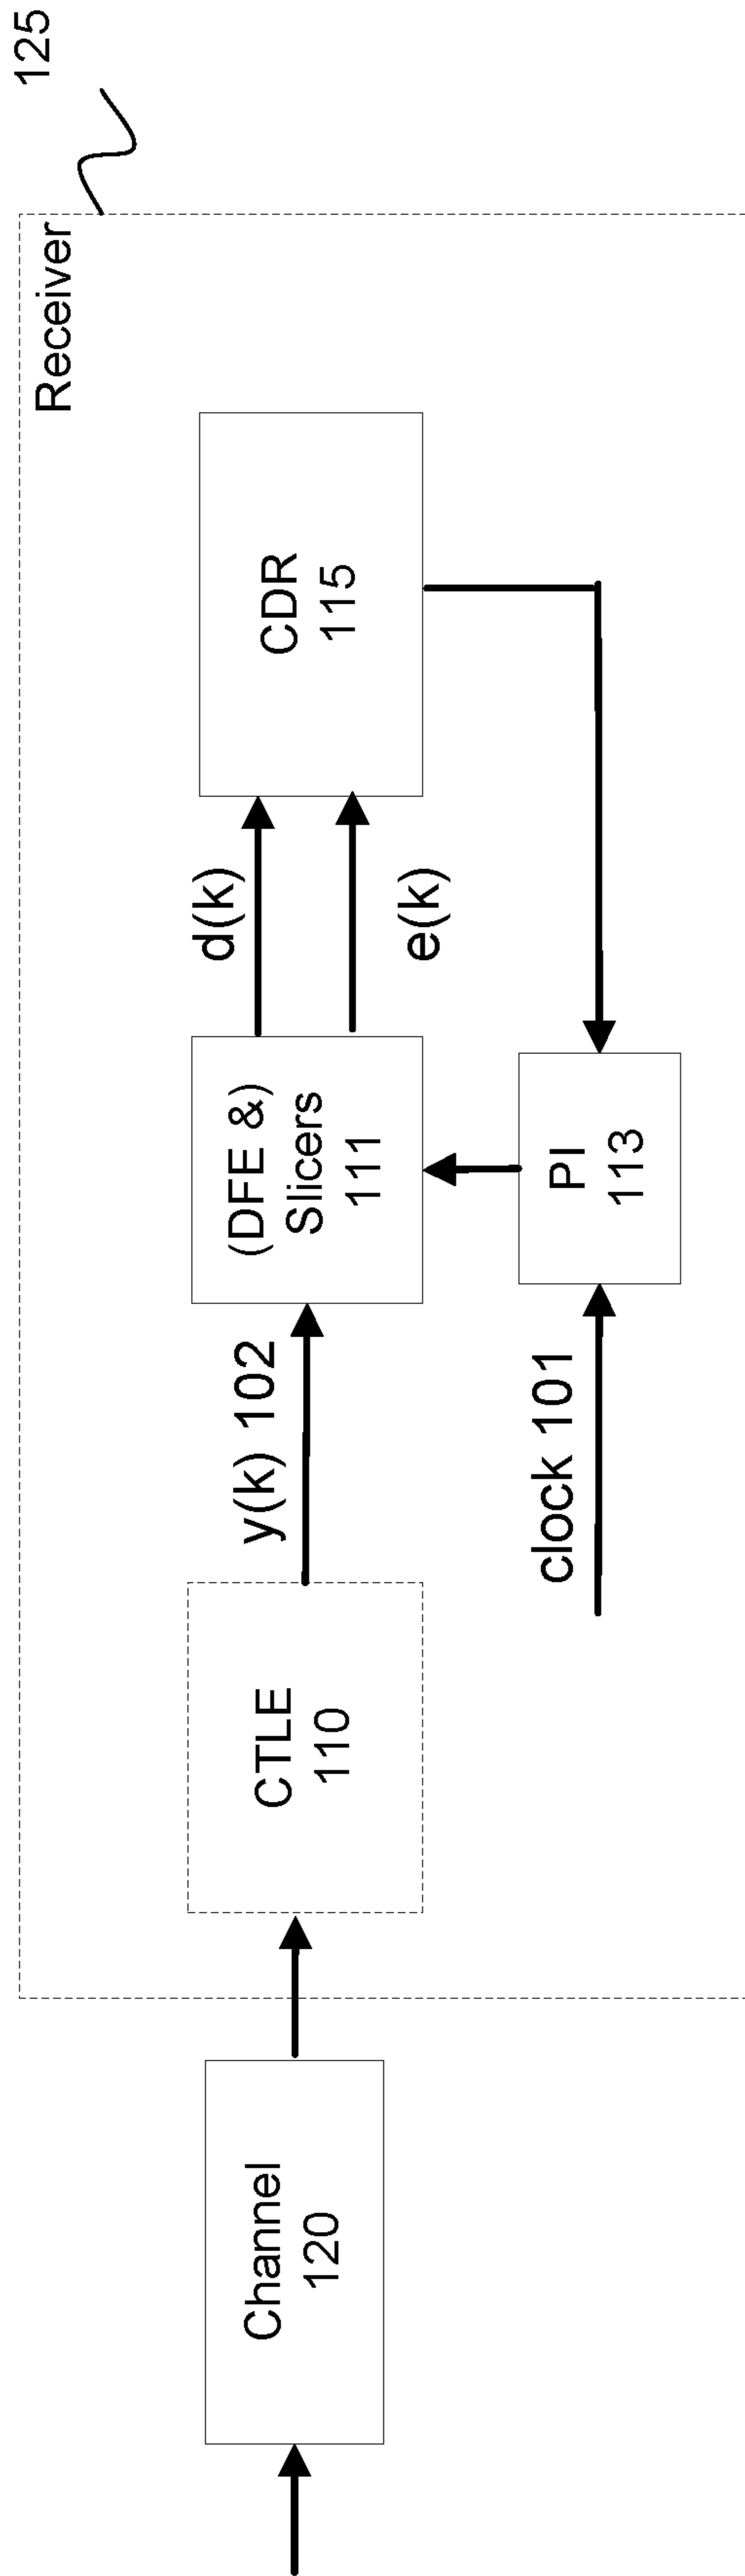 125
Receiver
Channel
120
CTLE
110
y(k) 102
(DFE &)
Slicers
111
d(k)
e(k)
CDR
115
clock 101
PI
113